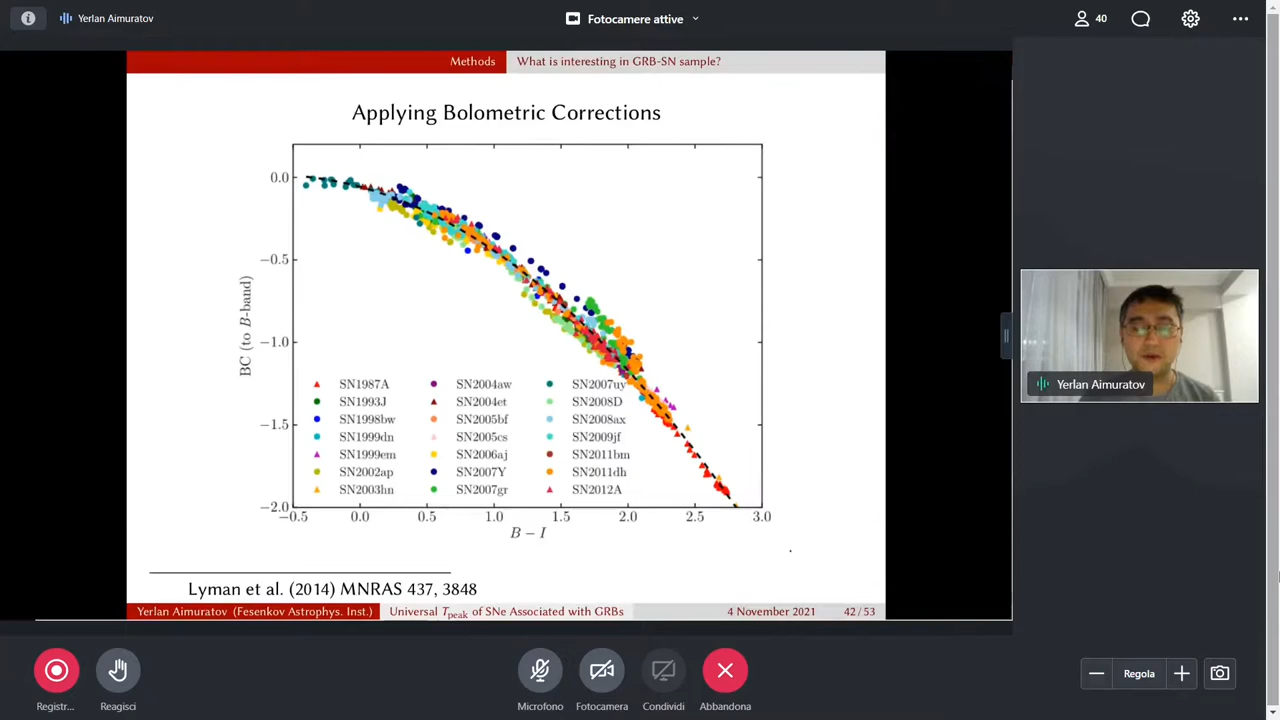 Yerlan Aimuratov
Fotocamere attive
40
Methods
What is interesting in GRB-SN sample?
Applying Bolometric Corrections
0.0
−0.5
−1.0
−1.5
−2.0
BC (to B-band)
SN1987A
SN1993J
SN1998bw
SN1999dn
SN1999em
SN2002ap
SN2003hn
SN2004aw
SN2004et
SN2005bf
SN2005cs
SN2006aj
SN2007Y
SN2007gr
SN2007uy
SN2008D
SN2008ax
SN2009jf
SN2011bm
SN2011dh
SN2012A
−0.5 0.0 0.5 1.0 1.5 2.0 2.5 3.0
B − I
Lyman et al. (2014) MNRAS 437, 3848
Yerlan Aimuratov (Fesenkov Astrophys. Inst.)
Universal Tpeak of SNe Associated with GRBs
4 November 2021
42 / 53
Yerlan Aimuratov
Registr...
Reagisci
Microfono
Fotocamera
Condividi
Abbandona
Regola